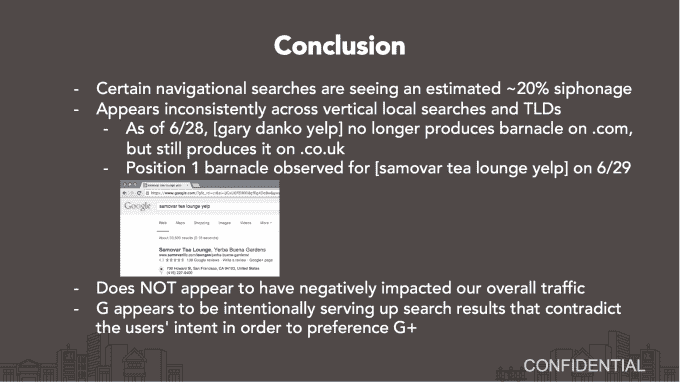 Conclusion
- Certain navigational searches are seeing an estimated ~20% siphonage
- Appears inconsistently across vertical local searches and TLDs
- As of 6/28, [gary danko yelp] no longer produces barnacle on .com,
but still produces it on .co.uk
- Position 1 barnacle observed for [samovar tea lounge yelp] on 6/29
Google samovar tea lounge yelp
Web Maps Shopping Images Videos More
Samovar Tea Lounge, Yerba Buena Gardens
- Does NOT appear to have negatively impacted our overall traffic
- G appears to be intentionally serving up search results that contradict
the users' intent in order to preference G+
CONFIDENTIAL